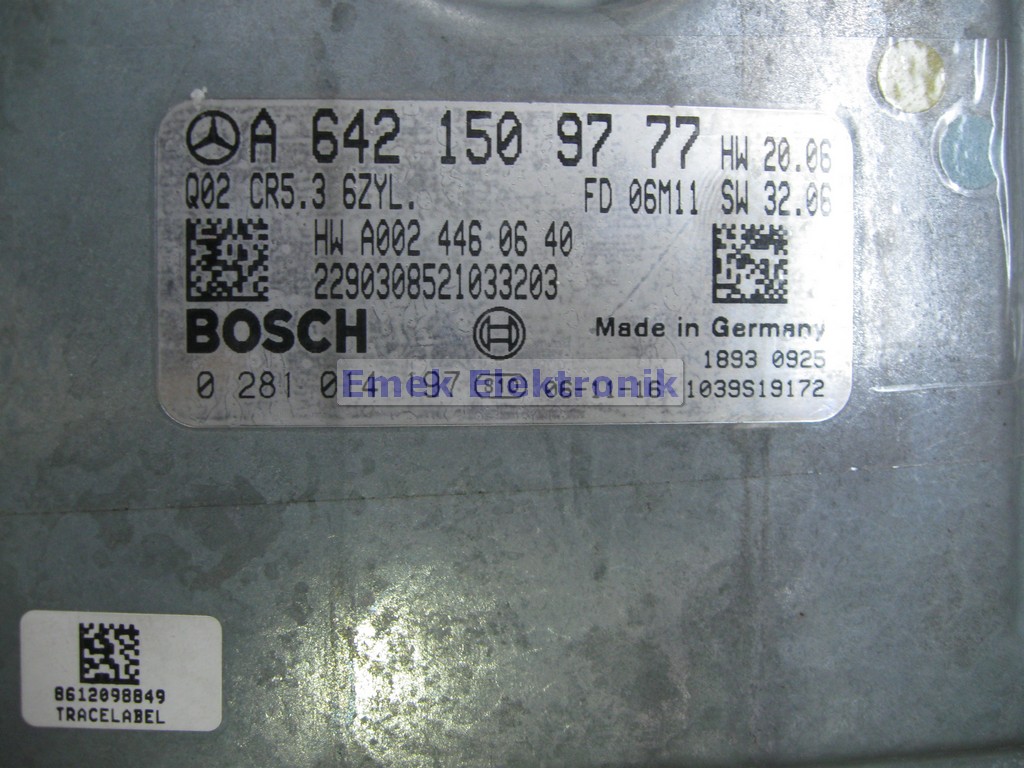 A 642 150 97 77 HW 20.06
Q02 CR5.3 6ZYL. FD 06M11 SW 32.06
HW A002 446 06 40
2290308521033203
BOSCH Made in Germany
1893 0925
0 281 Emek Elektronik 06-11-16 1039S19172
8612098849
TRACELABEL